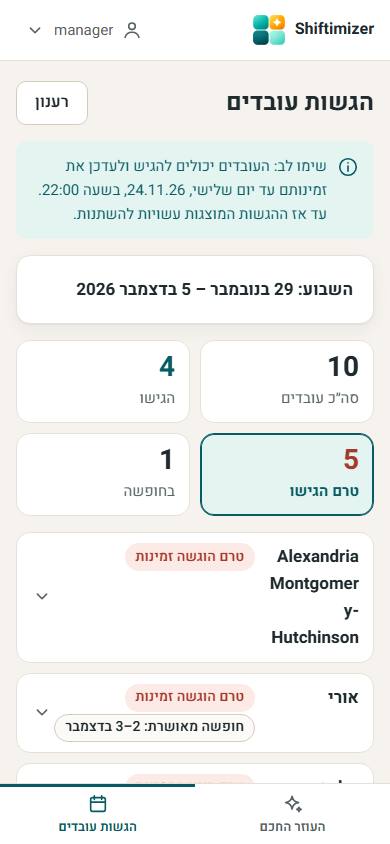 Shiftimizer
manager
הגשות עובדים
רענון
שימו לב: העובדים יכולים להגיש ולעדכן את
זמינותם עד יום שלישי, 24.11.26, בשעה 22:00.
עד אז ההגשות המוצגות עשויות להשתנות.
השבוע: 29 בנובמבר – 5 בדצמבר 2026
10
סה״כ עובדים
4
הגישו
5
טרם הגישו
1
בחופשה
Alexandria
Montgomer
y-
Hutchinson
טרם הוגשה זמינות
אורי
טרם הוגשה זמינות
חופשה מאושרת: 2–3 בדצמבר
העוזר החכם
הגשות עובדים